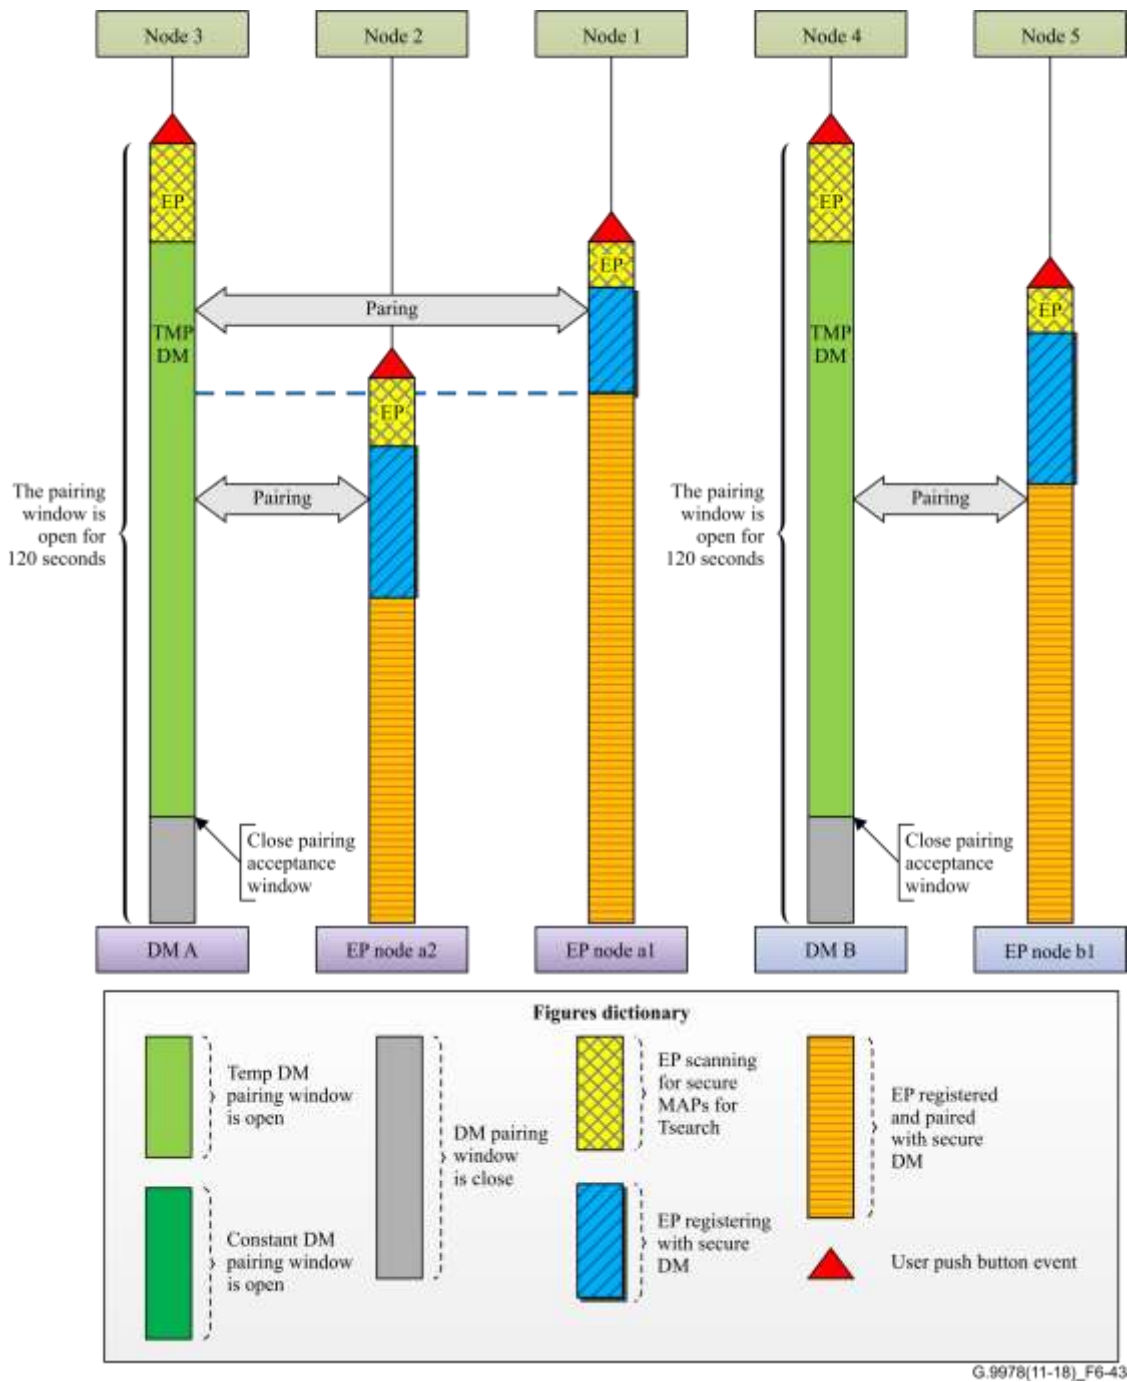 Node 3
Node 2
Node 1
Node 4
Node 5
EP
EP
EP
EP
Paring
TMP
DM
TMP
DM
EP
The pairing
window is
open for
120 seconds
Pairing
The pairing
window is
open for
120 seconds
Pairing
Close pairing
acceptance
window
Close pairing
acceptance
window
DM A
EP node a2
EP node a1
DM B
EP node b1
Figures dictionary
Temp DM
pairing window
is open
Constant DM
pairing window
is open
DM pairing
window
is close
EP scanning
for secure
MAPs for
Tsearch
EP registering
with secure
DM
EP registered
and paired
with secure
DM
User push button event
G.9978(11-18)_F6-43